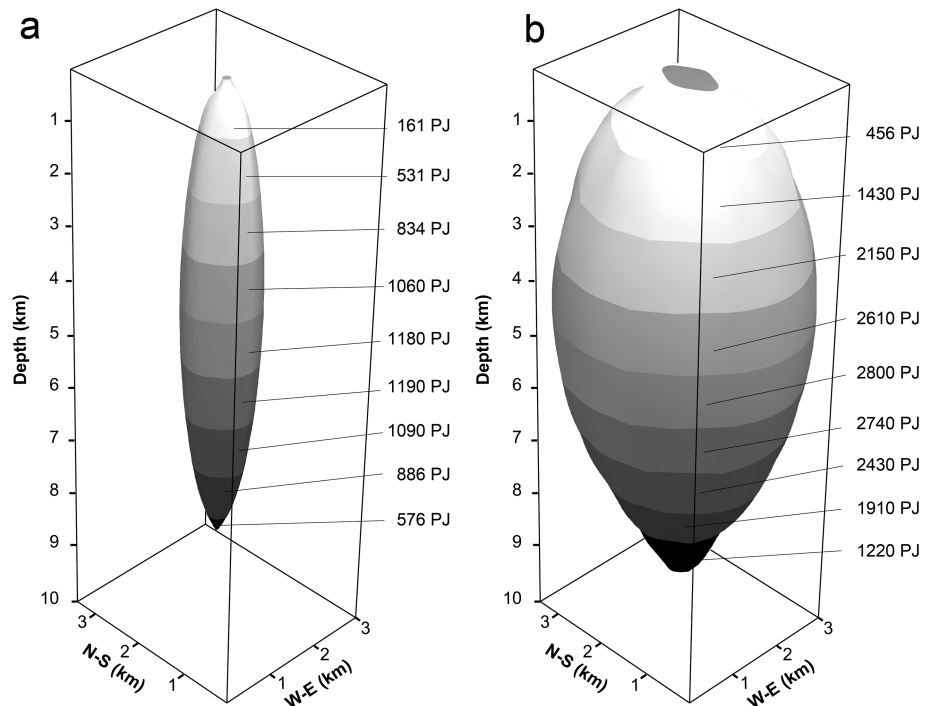 a
1
2
3
4
5
6
7
8
9
10
Depth (km)
161 PJ
531 PJ
834 PJ
1060 PJ
1180 PJ
1190 PJ
1090 PJ
886 PJ
576 PJ
3
2
1
N-S (km)
1
2
3
W-E (km)
b
1
2
3
4
5
6
7
8
9
10
Depth (km)
456 PJ
1430 PJ
2150 PJ
2610 PJ
2800 PJ
2740 PJ
2430 PJ
1910 PJ
1220 PJ
3
2
1
N-S (km)
1
2
3
W-E (km)